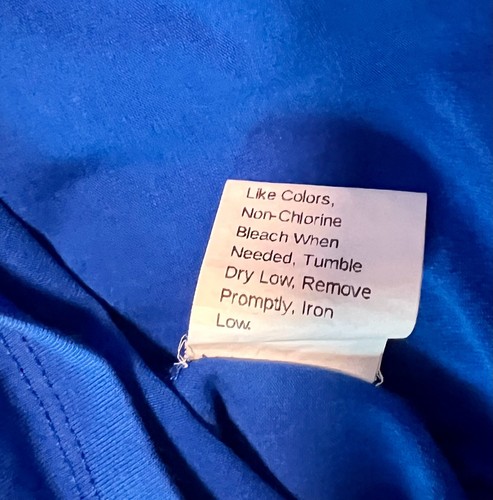 Like Colors,
Non-Chlorine
Bleach When
Needed, Tumble
Dry Low, Remove
Promptly, Iron
Low.